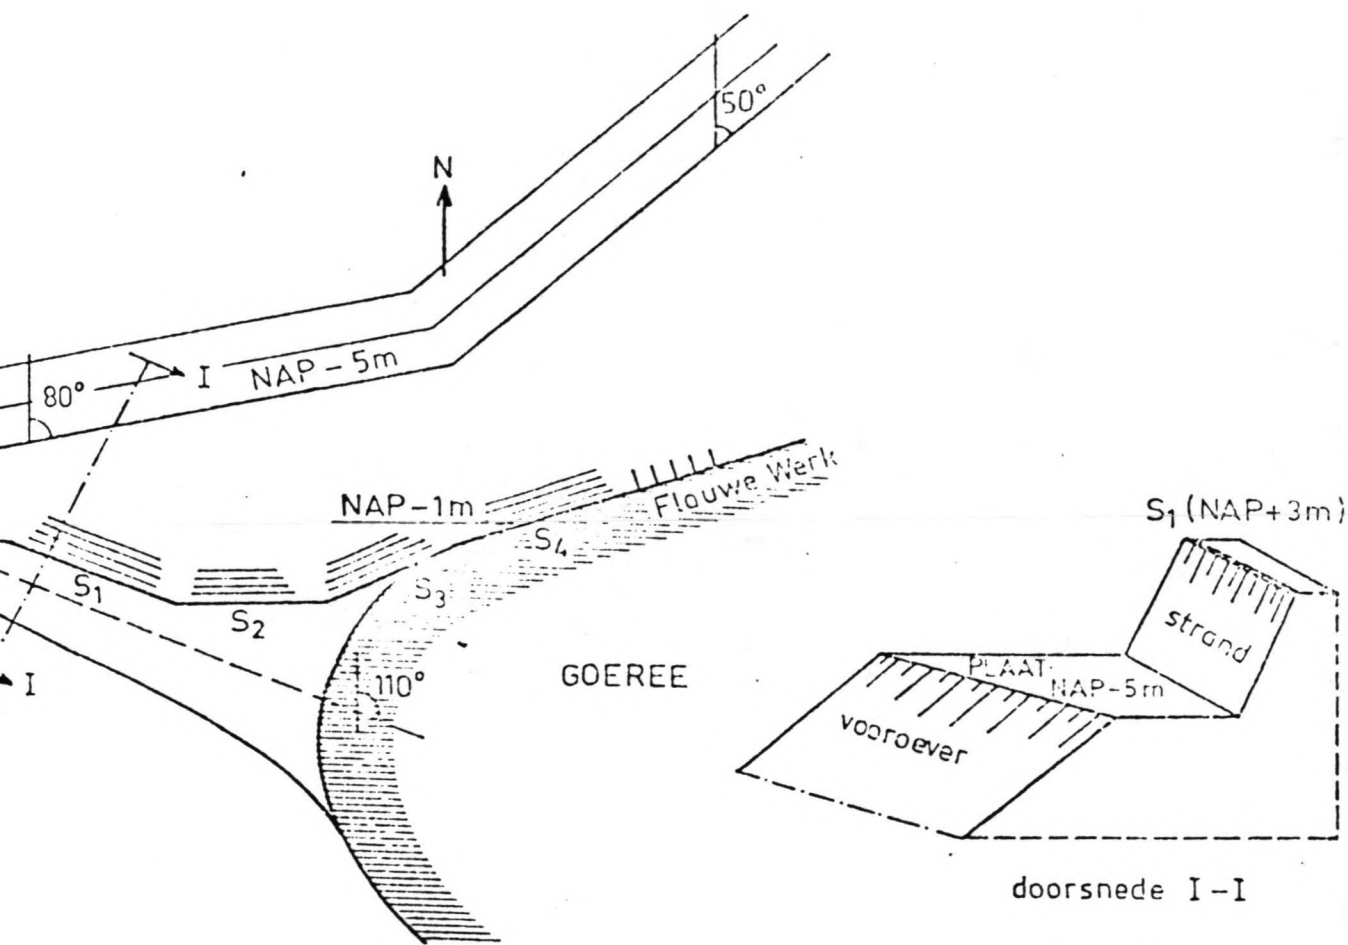 50°
N
I
NAP-5m
80°
Flauwe Werk
NAP-1m
S4
S1 (NAP+3m)
S1
S3
S2
strand
GOEREE
PLAAT
NAP-5m
110°
I
vooroever
doorsnede I-I